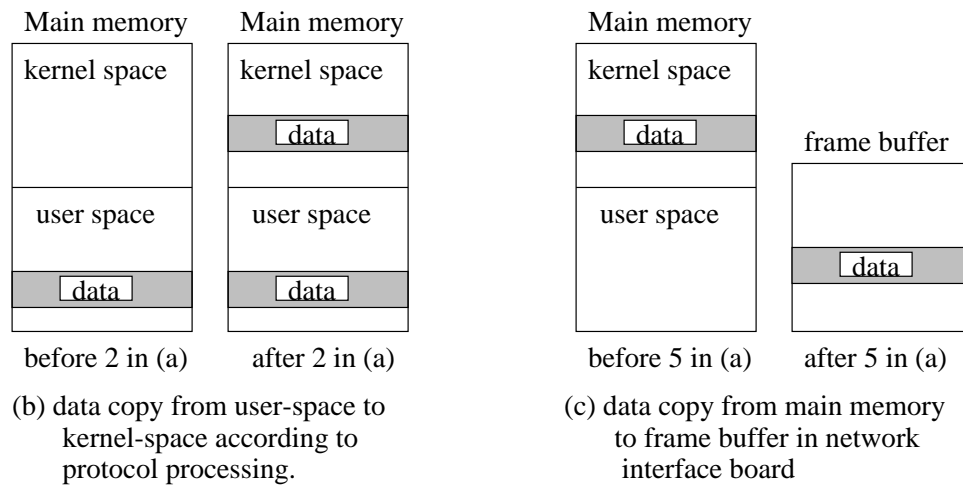 Main memory
kernel space
user space
data
before 2 in (a)
Main memory
kernel space
data
user space
data
after 2 in (a)
(b) data copy from user-space to
kernel-space according to
protocol processing.
Main memory
kernel space
data
user space
before 5 in (a)
frame buffer
data
after 5 in (a)
(c) data copy from main memory
to frame buffer in network
interface board